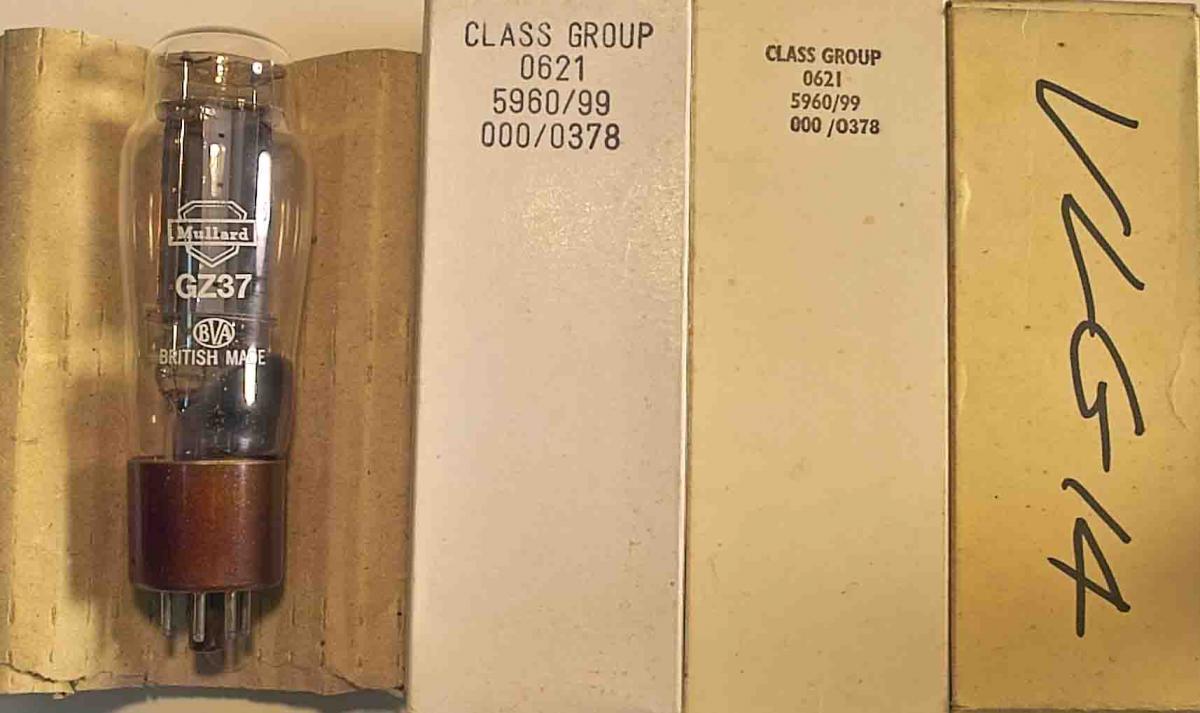 Mullard
GZ37
BVA
BRITISH MADE
CLASS GROUP
0621
5960/99
000/0378
CLASS GROUP
0621
5960/99
000/0378